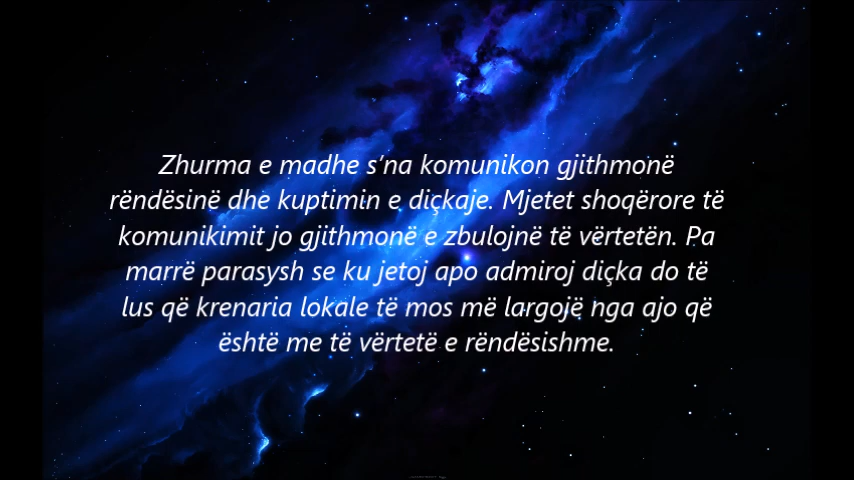 Zhurma e madhe s’na komunikon gjithmonë
rëndësinë dhe kuptimin e diçkaje. Mjetet shoqërore të
komunikimit jo gjithmonë e zbulojnë të vërtetën. Pa
marrë parasysh se ku jetoj apo admiroj diçka do të
lus që krenaria lokale të mos më largojë nga ajo që
është me të vërtetë e rëndësishme.